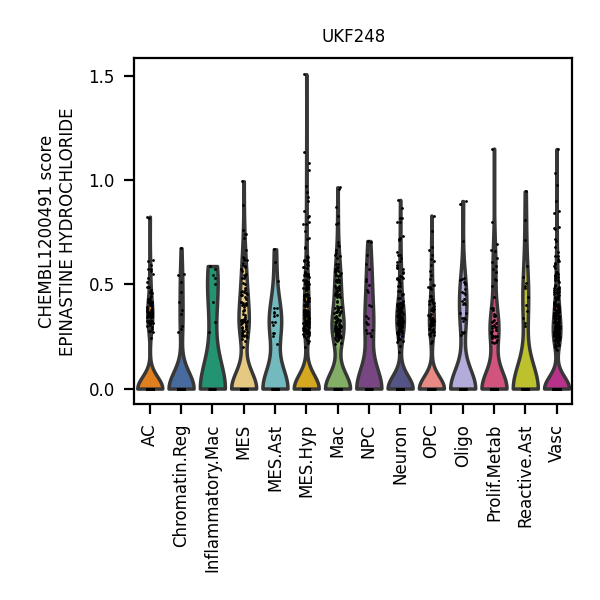 UKF248
CHEMBL1200491 score
EPINASTINE HYDROCHLORIDE
1.5
1.0
0.5
0.0
AC
Chromatin.Reg
Inflammatory.Mac
MES
MES.Ast
MES.Hyp
Mac
NPC
Neuron
OPC
Oligo
Prolif.Metab
Reactive.Ast
Vasc